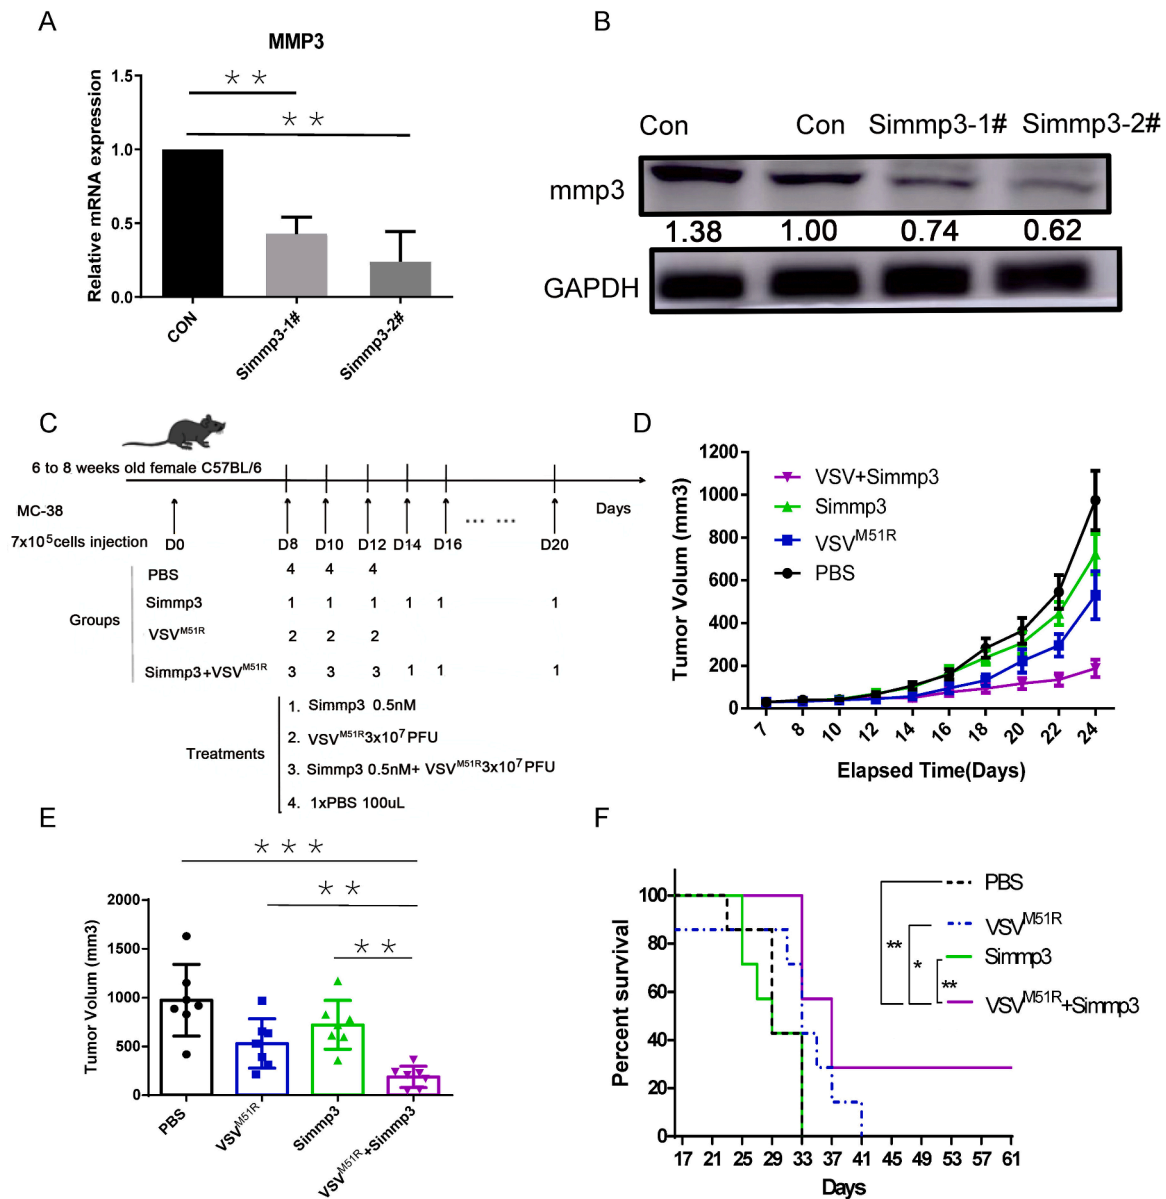 A
MMP3
Relative mRNA expression
1.5
1.0
0.5
0.0
* *
* *
CON
Simmp3-1#
Simmp3-2#
B
Con Con Simmp3-1# Simmp3-2#
mmp3
1.38 1.00 0.74 0.62
GAPDH
C
6 to 8 weeks old female C57BL/6
MC-38
... ...
Days
7x10⁵cells injection D0 D8 D10 D12 D14 D16 D20
Groups
PBS 4 4 4
Simmp3 1 1 1 1 1 1
VSVᴹ⁵¹ᴿ 2 2 2
Simmp3+VSVᴹ⁵¹ᴿ 3 3 3 1 1 1
Treatments
1. Simmp3 0.5nM
2. VSVᴹ⁵¹ᴿ3x10⁷PFU
3. Simmp3 0.5nM+ VSVᴹ⁵¹ᴿ3x10⁷PFU
4. 1xPBS 100uL
D
Tumor Volum (mm3)
1200
1000
800
600
400
200
0
VSV+Simmp3
Simmp3
VSVᴹ⁵¹ᴿ
PBS
7 8 10 12 14 16 18 20 22 24
Elapsed Time(Days)
E
* * *
* *
* *
Tumor Volum (mm3)
2000
1500
1000
500
0
PBS
VSVᴹ⁵¹ᴿ
Simmp3
VSVᴹ⁵¹ᴿ+Simmp3
F
Percent survival
100
80
60
40
20
0
PBS
VSVᴹ⁵¹ᴿ
Simmp3
VSVᴹ⁵¹ᴿ+Simmp3
**
*
**
17 21 25 29 33 37 41 45 49 53 57 61
Days